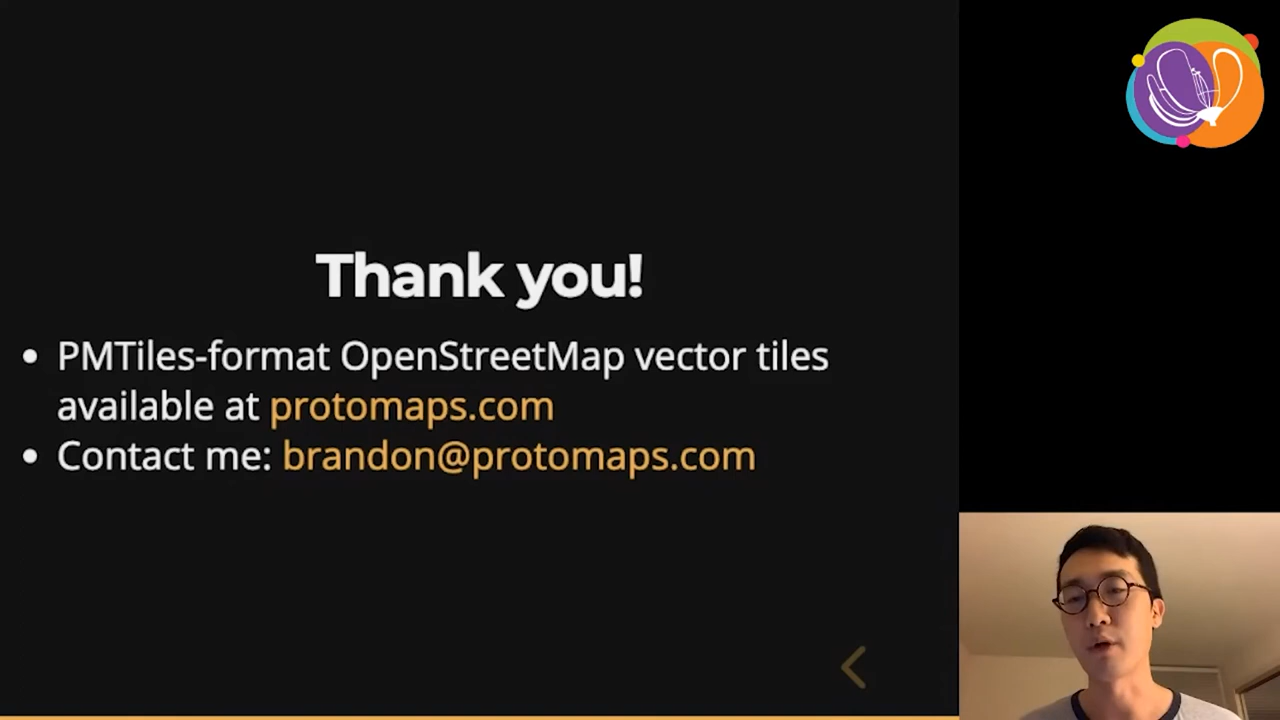 Thank you!
• PMTiles-format OpenStreetMap vector tiles
available at protomaps.com
• Contact me: brandon@protomaps.com